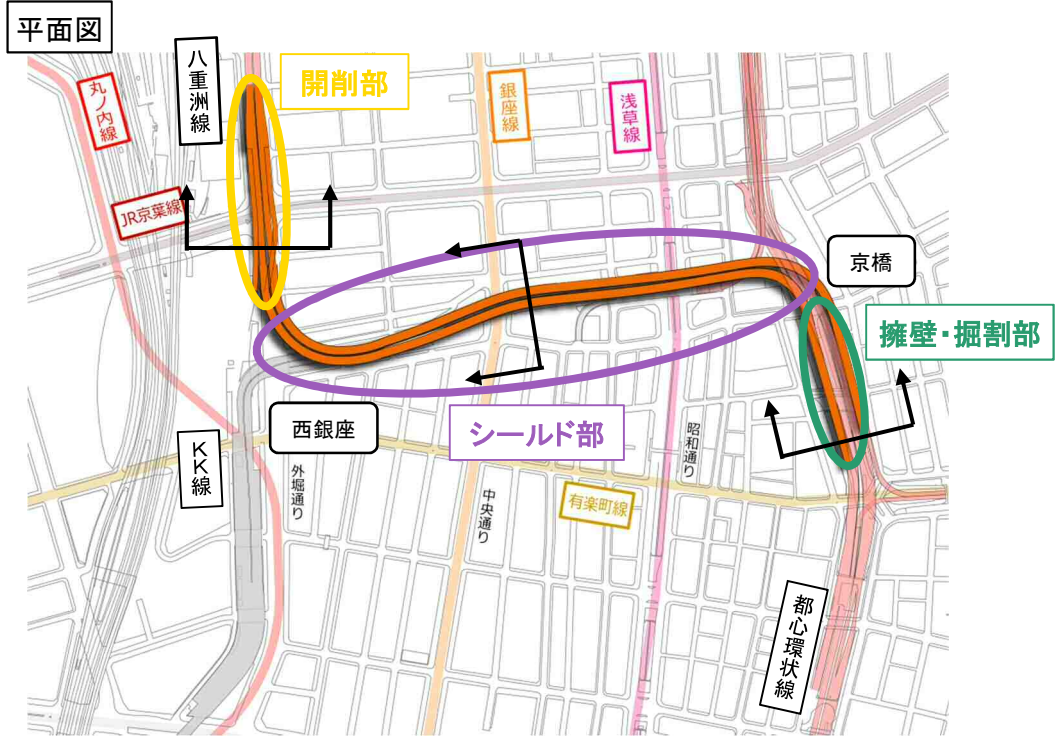 平面図
八重洲線
開削部
丸ノ内線
銀座線
浅草線
JR京葉線
京橋
擁壁・掘割部
西銀座
シールド部
昭和通り
KK線
外堀通り
中央通り
有楽町線
都心環状線